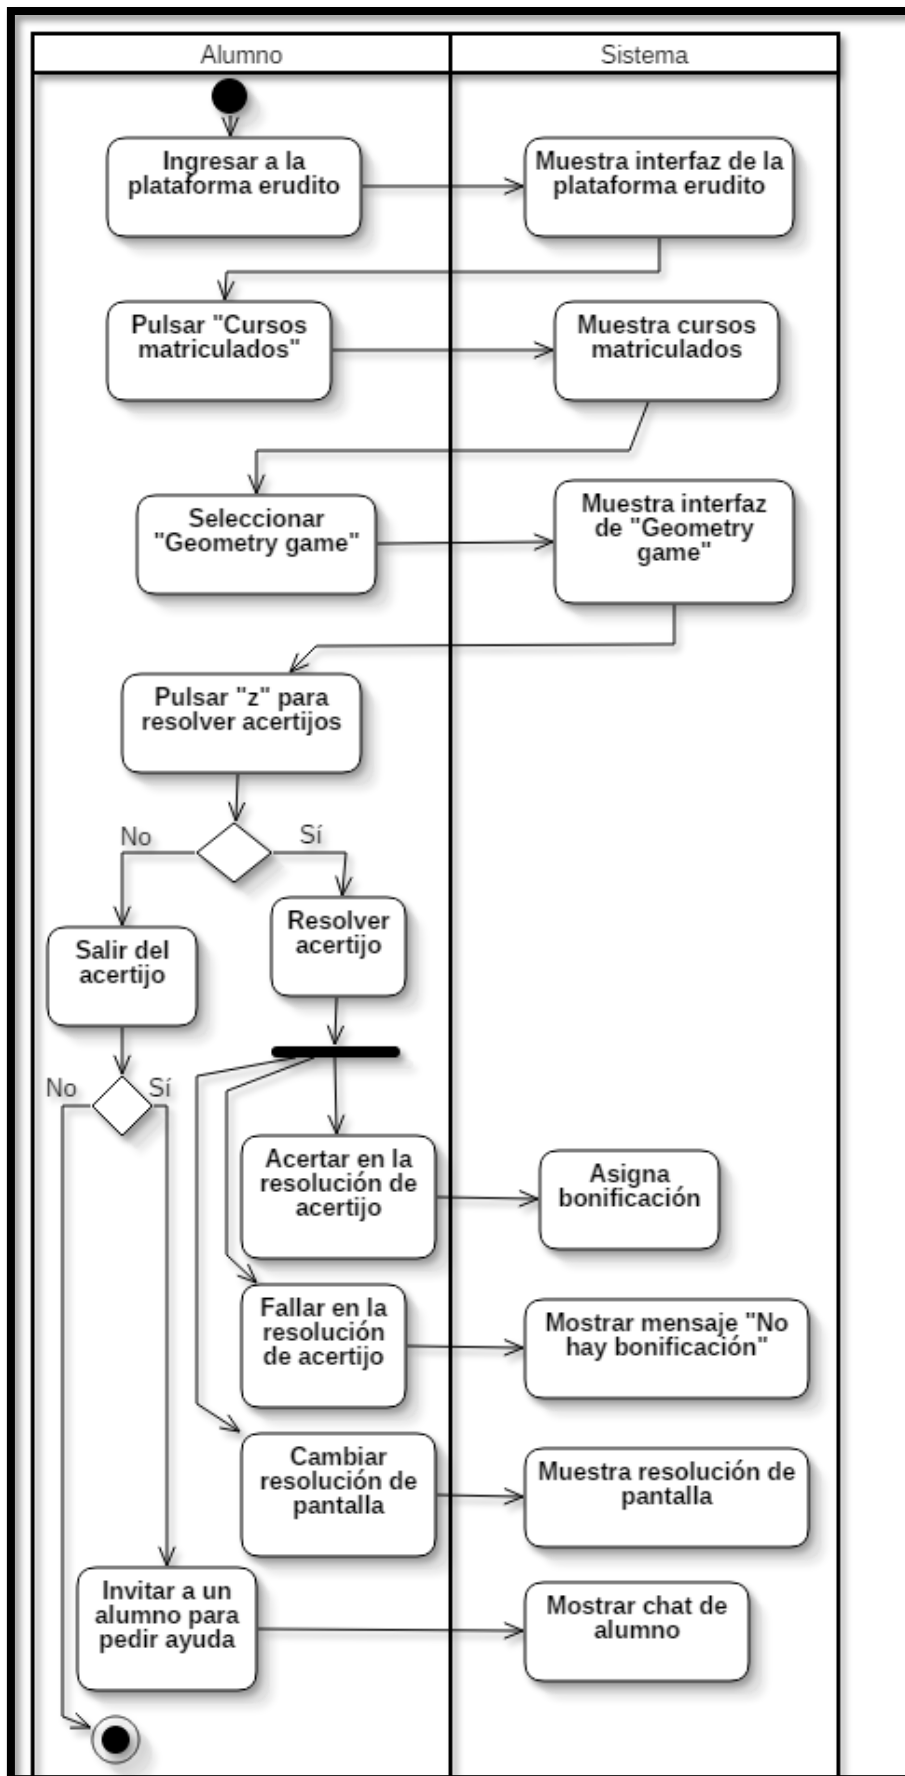 Alumno
Sistema
Ingresar a la
plataforma erudito
Muestra interfaz de la
plataforma erudito
Pulsar "Cursos
matriculados"
Muestra cursos
matriculados
Seleccionar
"Geometry game"
Muestra interfaz
de "Geometry
game"
Pulsar "z" para
resolver acertijos
No
Sí
Salir del
acertijo
Resolver
acertijo
No
Sí
Acertar en la
resolución de
acertijo
Asigna
bonificación
Fallar en la
resolución
de acertijo
Mostrar mensaje "No
hay bonificación"
Cambiar
resolución de
pantalla
Muestra resolución de
pantalla
Invitar a un
alumno para
pedir ayuda
Mostrar chat de
alumno